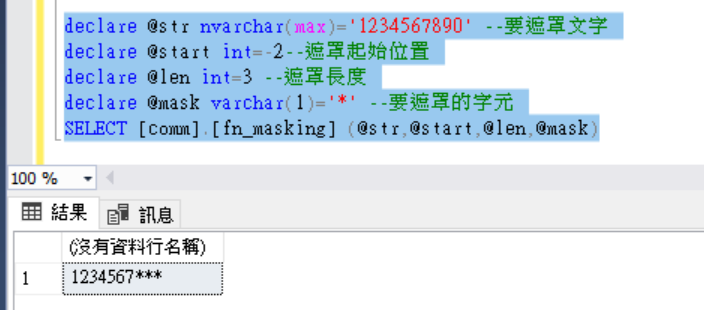 declare @str nvarchar(max)='1234567890' --要遮罩文字
declare @start int=-2--遮罩起始位置
declare @len int=3 --遮罩長度
declare @mask varchar(1)='*' --要遮罩的字元
SELECT [comm].[fn_masking] (@str,@start,@len,@mask)
100 %
結果 訊息
(沒有資料行名稱)
1 1234567***